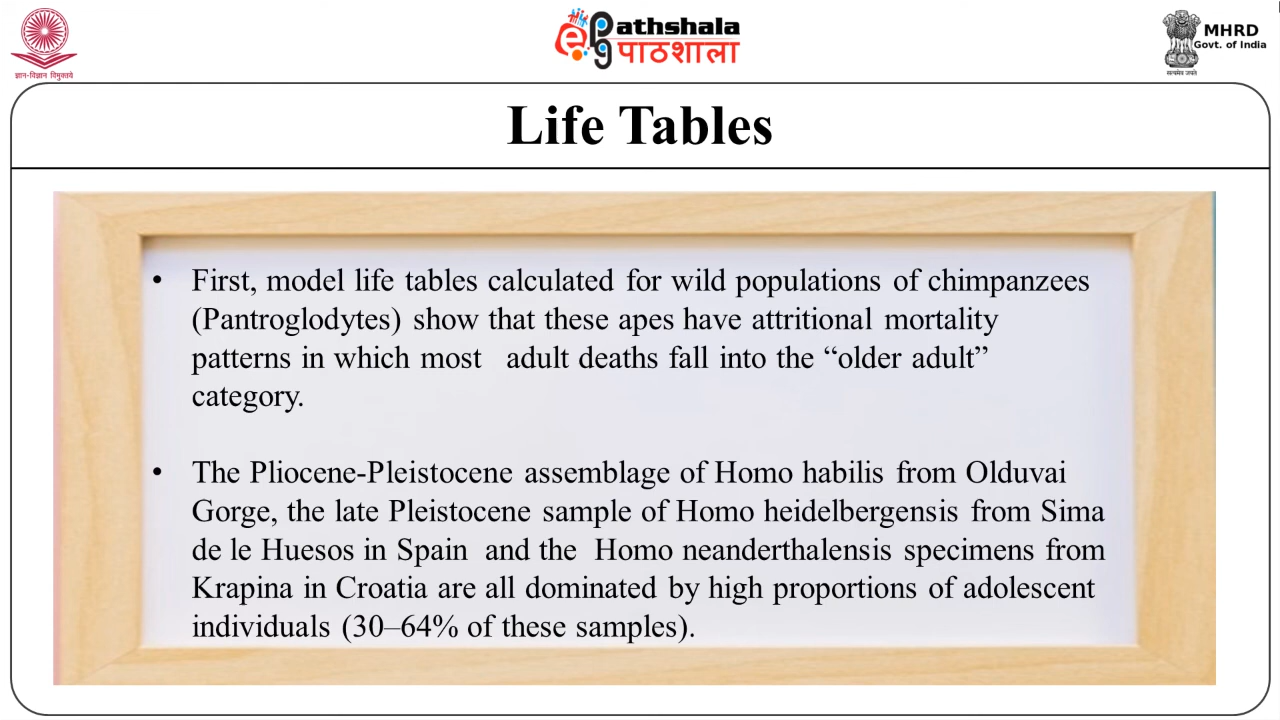 ज्ञान-विज्ञान विमुक्तये
ePathshala
पाठशाला
MHRD
Govt. of India
सत्यमेव जयते
Life Tables
• First, model life tables calculated for wild populations of chimpanzees
(Pantroglodytes) show that these apes have attritional mortality
patterns in which most adult deaths fall into the “older adult”
category.
• The Pliocene-Pleistocene assemblage of Homo habilis from Olduvai
Gorge, the late Pleistocene sample of Homo heidelbergensis from Sima
de le Huesos in Spain and the Homo neanderthalensis specimens from
Krapina in Croatia are all dominated by high proportions of adolescent
individuals (30–64% of these samples).